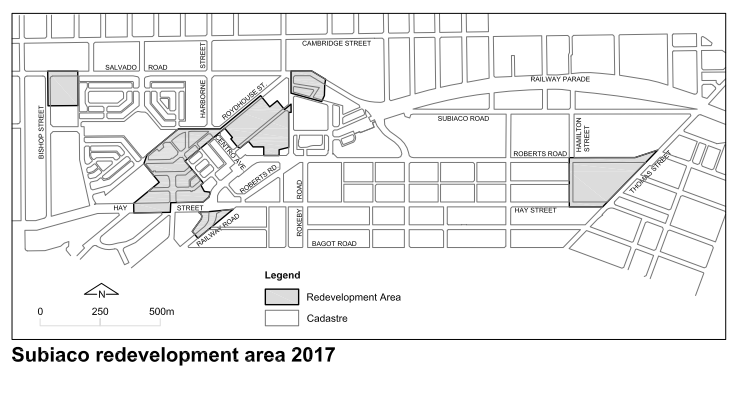 CAMBRIDGE STREET
SALVADO ROAD
HARBORNE STREET
ROYDHOUSE ST
RAILWAY PARADE
BISHOP STREET
SUBIACO ROAD
HAMILTON STREET
CENTRO AVE
ROBERTS ROAD
THOMAS STREET
ROBERTS RD
ROKEBY ROAD
HAY STREET
HAY STREET
RAILWAY ROAD
BAGOT ROAD
Legend
N
Redevelopment Area
0 250 500m
Cadastre
Subiaco redevelopment area 2017